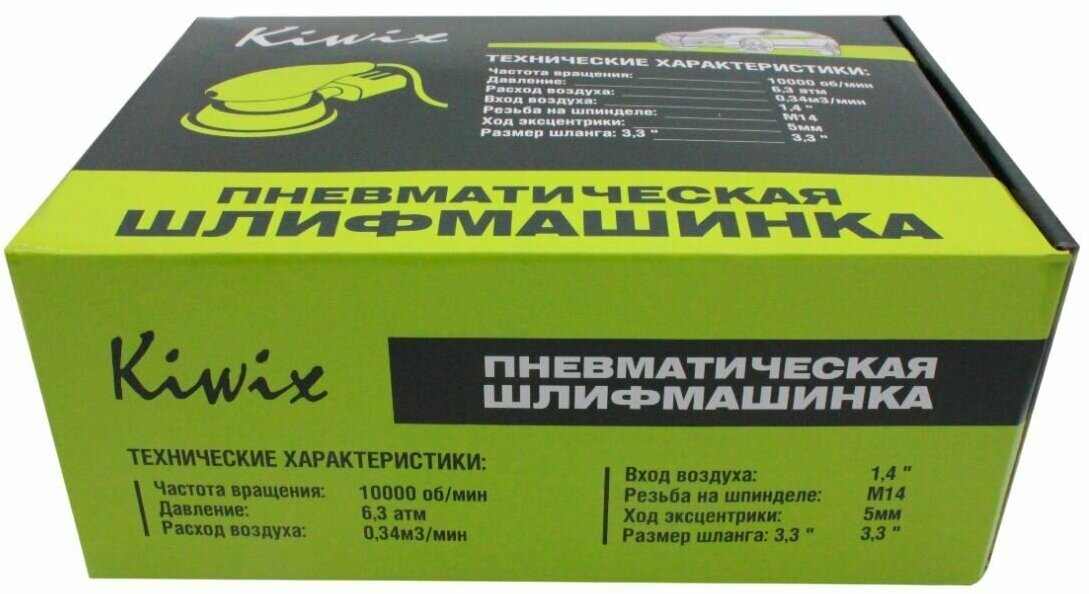 Kiwix
ТЕХНИЧЕСКИЕ ХАРАКТЕРИСТИКИ:
Частота вращения: 10000 об/мин
Давление: 6,3 атм
Расход воздуха: 0,34м3/мин
Вход воздуха: 1,4 "
Резьба на шпинделе: М14
Ход эксцентрики: 5мм
Размер шланга: 3,3 " 3,3 "
ПНЕВМАТИЧЕСКАЯ
ШЛИФМАШИНКА
Kiwix
ПНЕВМАТИЧЕСКАЯ
ШЛИФМАШИНКА
ТЕХНИЧЕСКИЕ ХАРАКТЕРИСТИКИ:
Частота вращения: 10000 об/мин
Давление: 6,3 атм
Расход воздуха: 0,34м3/мин
Вход воздуха: 1,4 "
Резьба на шпинделе: М14
Ход эксцентрики: 5мм
Размер шланга: 3,3 " 3,3 "